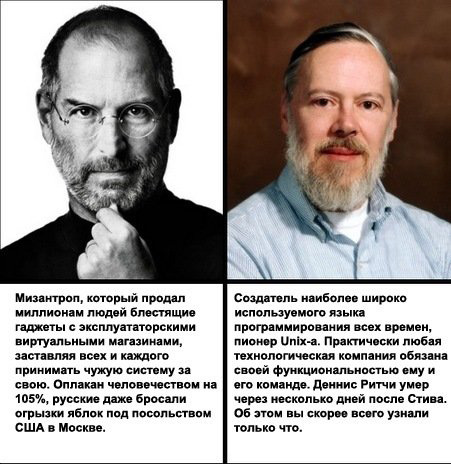 Мизантроп, который продал
миллионам людей блестящие
гаджеты с эксплуататорскими
виртуальными магазинами,
заставляя всех и каждого
принимать чужую систему за
свою. Оплакан человечеством на
105%, русские даже бросали
огрызки яблок под посольством
США в Москве.
Создатель наиболее широко
используемого языка
программирования всех времен,
пионер Unix-а. Практически любая
технологическая компания обязана
своей функциональностью ему и
его команде. Деннис Ритчи умер
через несколько дней после Стива.
Об этом вы скорее всего узнали
только что.